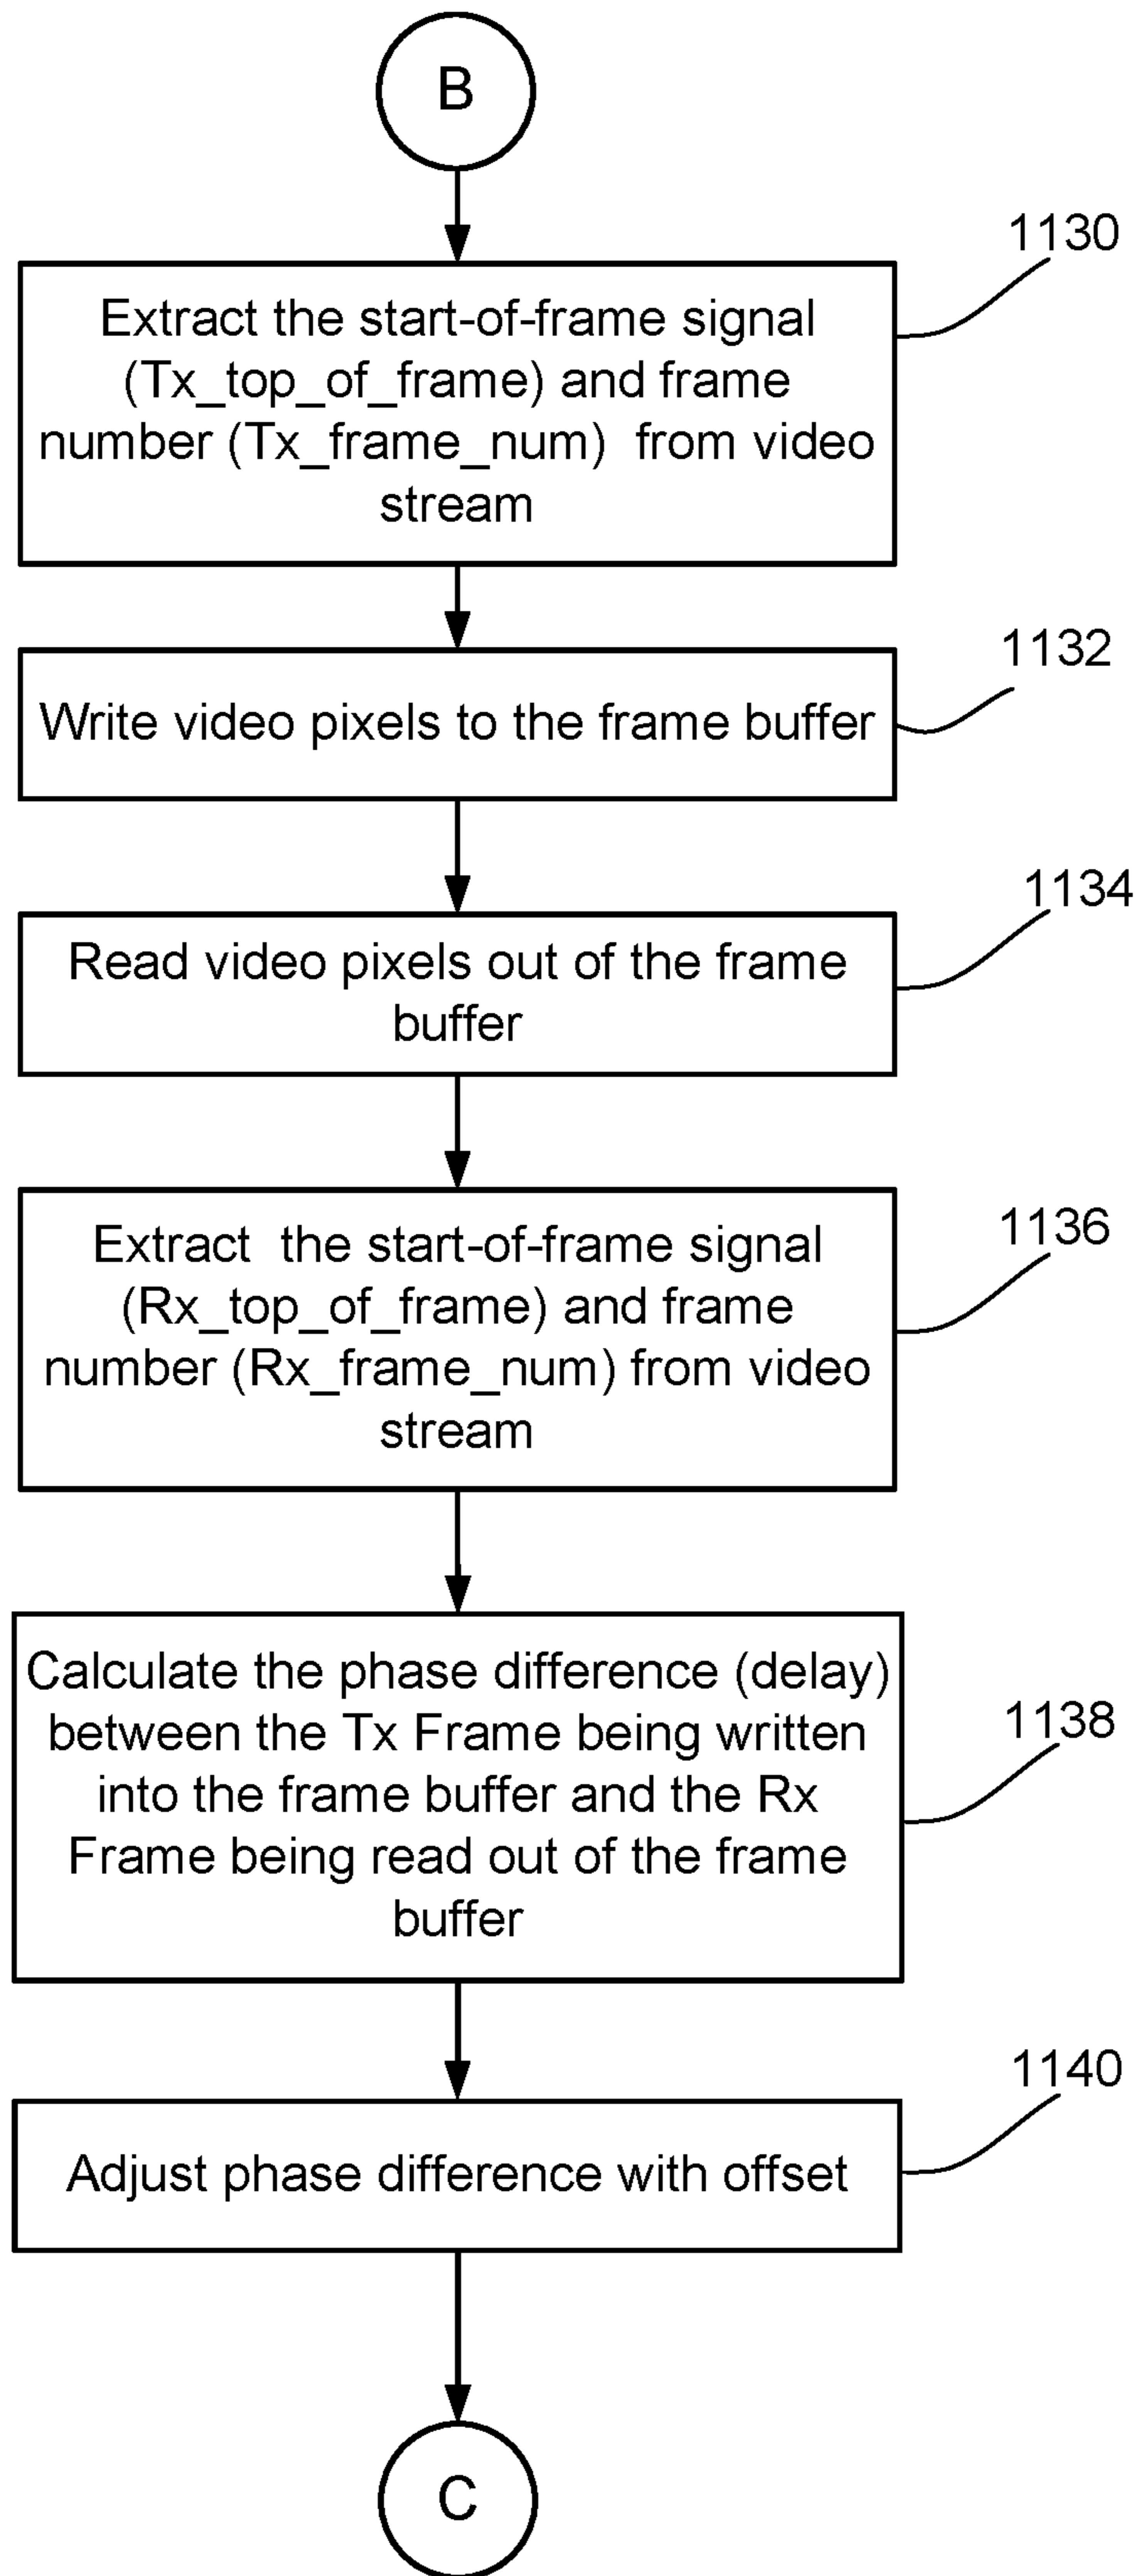 B
1130
Extract the start-of-frame signal
(Tx_top_of_frame) and frame
number (Tx_frame_num) from video
stream
1132
Write video pixels to the frame buffer
1134
Read video pixels out of the frame
buffer
1136
Extract the start-of-frame signal
(Rx_top_of_frame) and frame
number (Rx_frame_num) from video
stream
1138
Calculate the phase difference (delay)
between the Tx Frame being written
into the frame buffer and the Rx
Frame being read out of the frame
buffer
1140
Adjust phase difference with offset
C